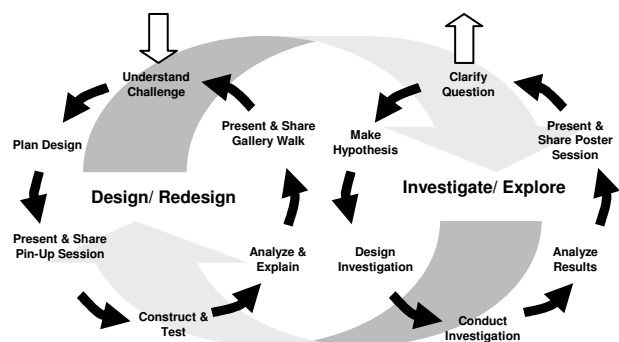 Understand
Challenge
Plan Design
Present & Share
Pin-Up Session
Construct &
Test
Analyze &
Explain
Present & Share
Gallery Walk
Design/ Redesign
Clarify
Question
Make
Hypothesis
Design
Investigation
Conduct
Investigation
Analyze
Results
Present &
Share Poster
Session
Investigate/ Explore